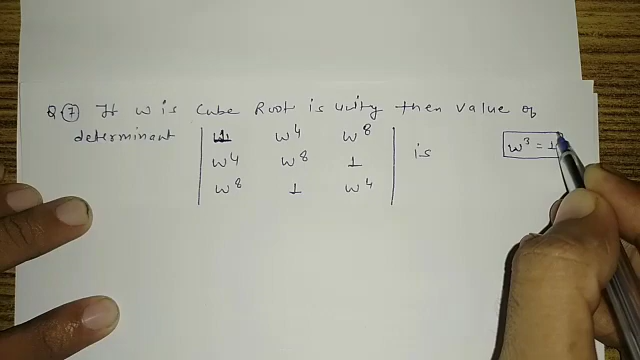 Q.7 If w is Cube Root is unity then value of
determinant | 1 w⁴ w⁸ |
| w⁴ w⁸ 1 | is
| w⁸ 1 w⁴ |
w³ = 1